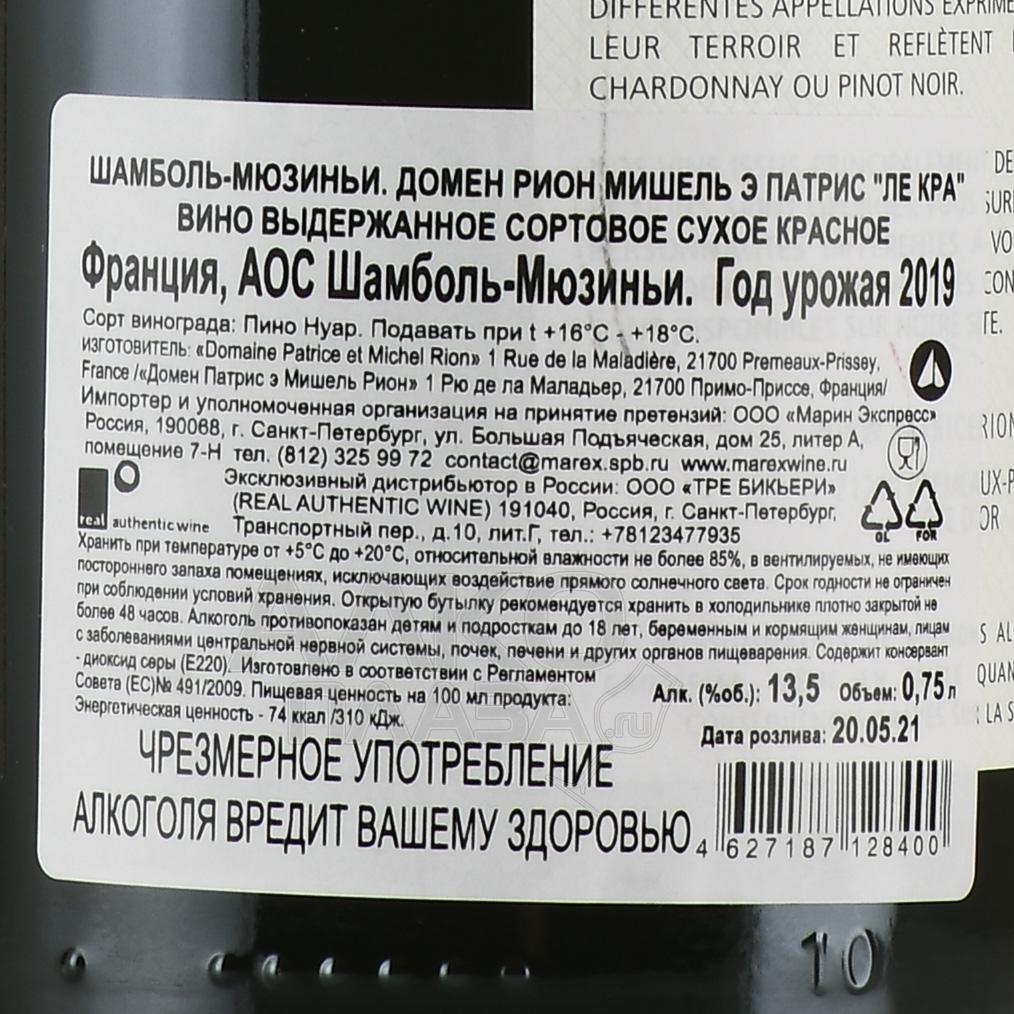 DIFFÉRENTES APPELLATIONS
LEUR TERROIR ET REFLÈTENT
CHARDONNAY OU PINOT NOIR.
ШАМБОЛЬ-МЮЗИНЬИ. ДОМЕН РИОН МИШЕЛЬ Э ПАТРИС "ЛЕ КРА"
ВИНО ВЫДЕРЖАННОЕ СОРТОВОЕ СУХОЕ КРАСНОЕ
Франция, АОС Шамболь-Мюзиньи. Год урожая 2019
Сорт винограда: Пино Нуар. Подавать при t +16°C - +18°C.
ИЗГОТОВИТЕЛЬ: «Domaine Patrice et Michel Rion» 1 Rue de la Maladière, 21700 Premeaux-Prissey,
France /«Домен Патрис э Мишель Рион» 1 Рю де ла Маладьер, 21700 Примо-Приссе, Франция/
Импортер и уполномоченная организация на принятие претензий: ООО «Марин Экспресс»
Россия, 190068, г. Санкт-Петербург, ул. Большая Подъяческая, дом 25, литер А,
помещение 7-Н тел. (812) 325 99 72 contact@marex.spb.ru www.marexwine.ru
Эксклюзивный дистрибьютор в России: ООО «ТРЕ БИКЬЕРИ»
(REAL AUTHENTIC WINE) 191040, Россия, г. Санкт-Петербург,
real authentic wine
Транспортный пер., д.10, лит.Г, тел.: +78123477935
GL FOR
Хранить при температуре от +5°C до +20°C, относительной влажности не более 85%, в вентилируемых, не имеющих
постороннего запаха помещениях, исключающих воздействие прямого солнечного света. Срок годности не ограничен
при соблюдении условий хранения. Открытую бутылку рекомендуется хранить в холодильнике плотно закрытой не
более 48 часов. Алкоголь противопоказан детям и подросткам до 18 лет, беременным и кормящим женщинам, лицам
с заболеваниями центральной нервной системы, почек, печени и других органов пищеварения. Содержит консервант
- диоксид серы (Е220). Изготовлено в соответствии с Регламентом
Совета (ЕС)№ 491/2009. Пищевая ценность на 100 мл продукта:
Энергетическая ценность - 74 ккал /310 кДж.
Алк. (%об.): 13,5 Объем: 0,75 л
Дата розлива: 20.05.21
ЧРЕЗМЕРНОЕ УПОТРЕБЛЕНИЕ
АЛКОГОЛЯ ВРЕДИТ ВАШЕМУ ЗДОРОВЬЮ
4 627187 128400
10